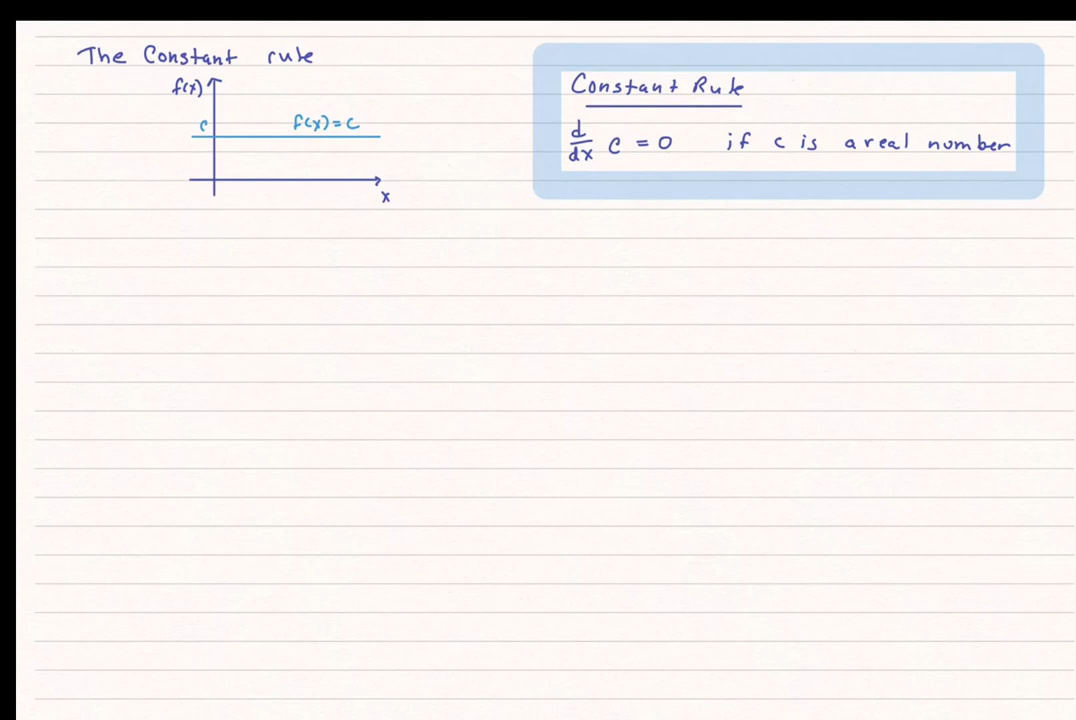 The Constant rule
f(x)
c
f(x)=c
x
Constant Rule
d/dx c = 0 if c is a real number